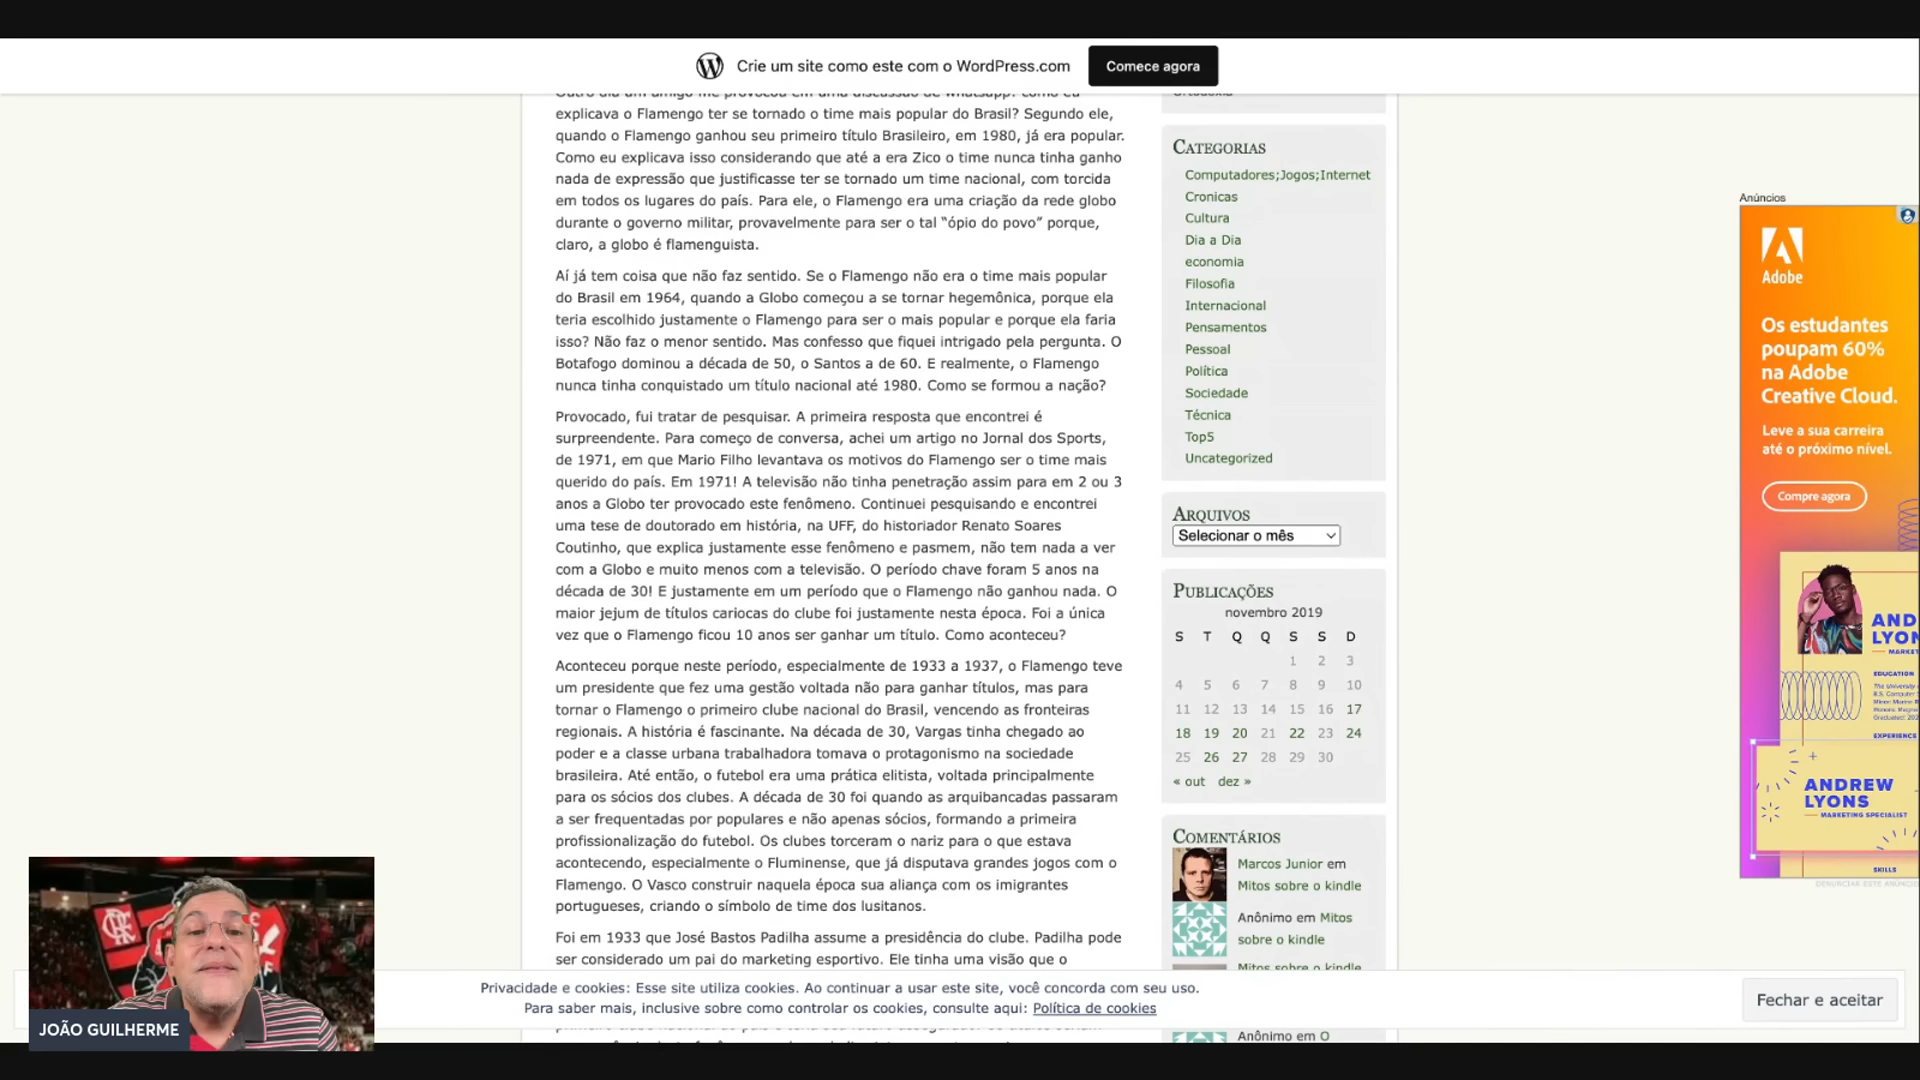 Crie um site como este com o WordPress.com
Comece agora
Outro dia um amigo me provocou em uma discussão de whatsapp: como eu
explicava o Flamengo ter se tornado o time mais popular do Brasil? Segundo ele,
quando o Flamengo ganhou seu primeiro título Brasileiro, em 1980, já era popular.
Como eu explicava isso considerando que até a era Zico o time nunca tinha ganho
nada de expressão que justificasse ter se tornado um time nacional, com torcida
em todos os lugares do país. Para ele, o Flamengo era uma criação da rede globo
durante o governo militar, provavelmente para ser o tal “ópio do povo” porque,
claro, a globo é flamenguista.
Aí já tem coisa que não faz sentido. Se o Flamengo não era o time mais popular
do Brasil em 1964, quando a Globo começou a se tornar hegemônica, porque ela
teria escolhido justamente o Flamengo para ser o mais popular e porque ela faria
isso? Não faz o menor sentido. Mas confesso que fiquei intrigado pela pergunta. O
Botafogo dominou a década de 50, o Santos a de 60. E realmente, o Flamengo
nunca tinha conquistado um título nacional até 1980. Como se formou a nação?
Provocado, fui tratar de pesquisar. A primeira resposta que encontrei é
surpreendente. Para começo de conversa, achei um artigo no Jornal dos Sports,
de 1971, em que Mario Filho levantava os motivos do Flamengo ser o time mais
querido do país. Em 1971! A televisão não tinha penetração assim para em 2 ou 3
anos a Globo ter provocado este fenômeno. Continuei pesquisando e encontrei
uma tese de doutorado em história, na UFF, do historiador Renato Soares
Coutinho, que explica justamente esse fenômeno e pasmem, não tem nada a ver
com a Globo e muito menos com a televisão. O período chave foram 5 anos na
década de 30! E justamente em um período que o Flamengo não ganhou nada. O
maior jejum de títulos cariocas do clube foi justamente nesta época. Foi a única
vez que o Flamengo ficou 10 anos ser ganhar um título. Como aconteceu?
Aconteceu porque neste período, especialmente de 1933 a 1937, o Flamengo teve
um presidente que fez uma gestão voltada não para ganhar títulos, mas para
tornar o Flamengo o primeiro clube nacional do Brasil, vencendo as fronteiras
regionais. A história é fascinante. Na década de 30, Vargas tinha chegado ao
poder e a classe urbana trabalhadora tomava o protagonismo na sociedade
brasileira. Até então, o futebol era uma prática elitista, voltada principalmente
para os sócios dos clubes. A década de 30 foi quando as arquibancadas passaram
a ser frequentadas por populares e não apenas sócios, formando a primeira
profissionalização do futebol. Os clubes torceram o nariz para o que estava
acontecendo, especialmente o Fluminense, que já disputava grandes jogos com o
Flamengo. O Vasco construir naquela época sua aliança com os imigrantes
portugueses, criando o símbolo de time dos lusitanos.
Foi em 1933 que José Bastos Padilha assume a presidência do clube. Padilha pode
ser considerado um pai do marketing esportivo. Ele tinha uma visão que o
Ortodoxia
CATEGORIAS
Computadores;Jogos;Internet
Cronicas
Cultura
Dia a Dia
economia
Filosofia
Internacional
Pensamentos
Pessoal
Política
Sociedade
Técnica
Top5
Uncategorized
ARQUIVOS
Selecionar o mês
PUBLICAÇÕES
novembro 2019
S T Q Q S S D
1 2 3
4 5 6 7 8 9 10
11 12 13 14 15 16 17
18 19 20 21 22 23 24
25 26 27 28 29 30
« out dez »
COMENTÁRIOS
Marcos Junior em
Mitos sobre o kindle
Anônimo em Mitos
sobre o kindle
Mitos sobre o kindle
Anônimo em O
Anúncios
Adobe
Os estudantes
poupam 60%
na Adobe
Creative Cloud.
Leve a sua carreira
até o próximo nível.
Compre agora
AND
LYON
MARKET
EDUCATION
EXPERIENCE
ANDREW
LYONS
MARKETING SPECIALIST
SKILLS
DENUNCIAR ESTE ANÚNCIO
Privacidade e cookies: Esse site utiliza cookies. Ao continuar a usar este site, você concorda com seu uso.
Para saber mais, inclusive sobre como controlar os cookies, consulte aqui: Política de cookies
Fechar e aceitar
JOÃO GUILHERME